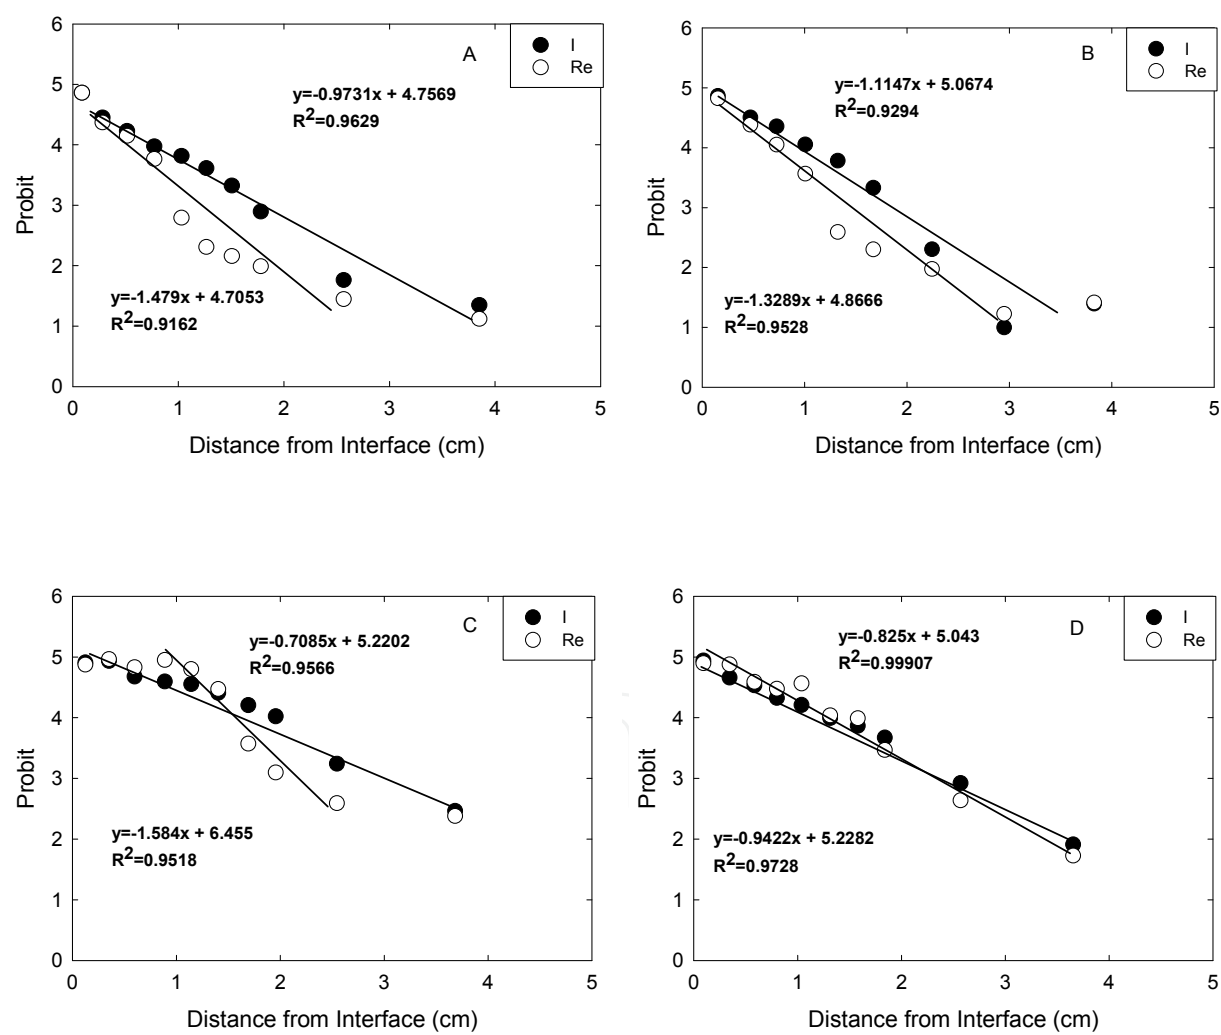 6
5
4
3
2
1
0
Probit
A
I
Re
y=-0.9731x + 4.7569
R2=0.9629
y=-1.479x + 4.7053
R2=0.9162
0 1 2 3 4 5
Distance from Interface (cm)
6
5
4
3
2
1
0
Probit
B
I
Re
y=-1.1147x + 5.0674
R2=0.9294
y=-1.3289x + 4.8666
R2=0.9528
0 1 2 3 4 5
Distance from Interface (cm)
6
5
4
3
2
1
0
Probit
C
I
Re
y=-0.7085x + 5.2202
R2=0.9566
y=-1.584x + 6.455
R2=0.9518
0 1 2 3 4 5
Distance from Interface (cm)
6
5
4
3
2
1
0
Probit
D
I
Re
y=-0.825x + 5.043
R2=0.99907
y=-0.9422x + 5.2282
R2=0.9728
0 1 2 3 4 5
Distance from Interface (cm)